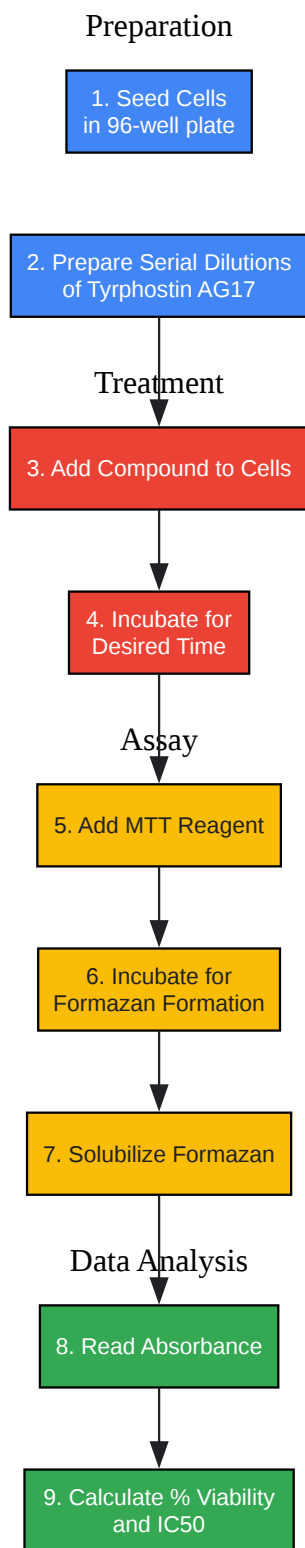 Preparation
1. Seed Cells
in 96-well plate
2. Prepare Serial Dilutions
of Tyrphostin AG17
Treatment
3. Add Compound to Cells
4. Incubate for
Desired Time
Assay
5. Add MTT Reagent
6. Incubate for
Formazan Formation
7. Solubilize Formazan
Data Analysis
8. Read Absorbance
9. Calculate % Viability
and IC50